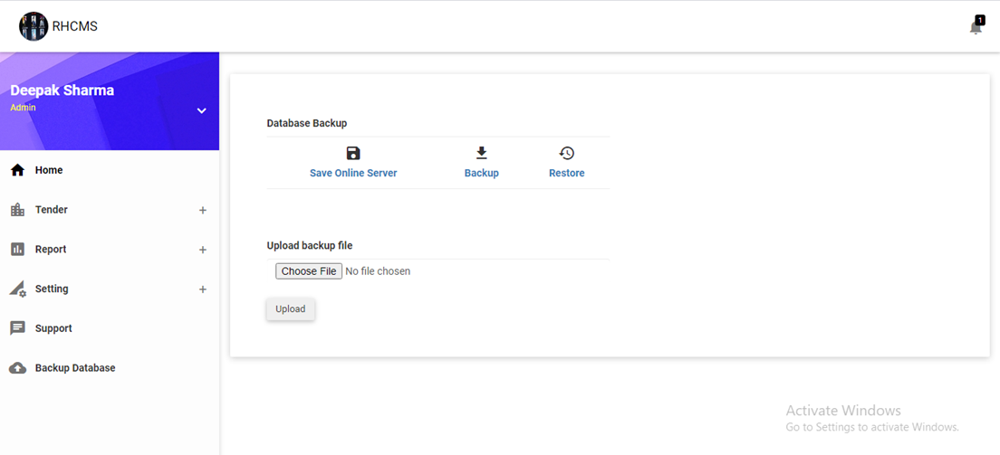 RHCMS
1
Deepak Sharma
Admin
Home
Tender
Report
Setting
Support
Backup Database
Database Backup
Save Online Server
Backup
Restore
Upload backup file
Choose File No file chosen
Upload
Activate Windows
Go to Settings to activate Windows.